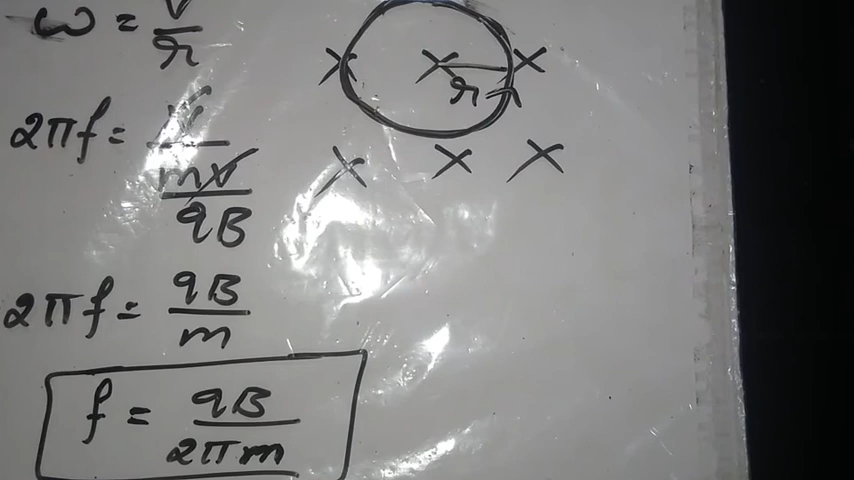 ω = v/r
2πf = v/(mv/qB)
2πf = qB/m
f = qB/2πm
× × ×
r
× × ×